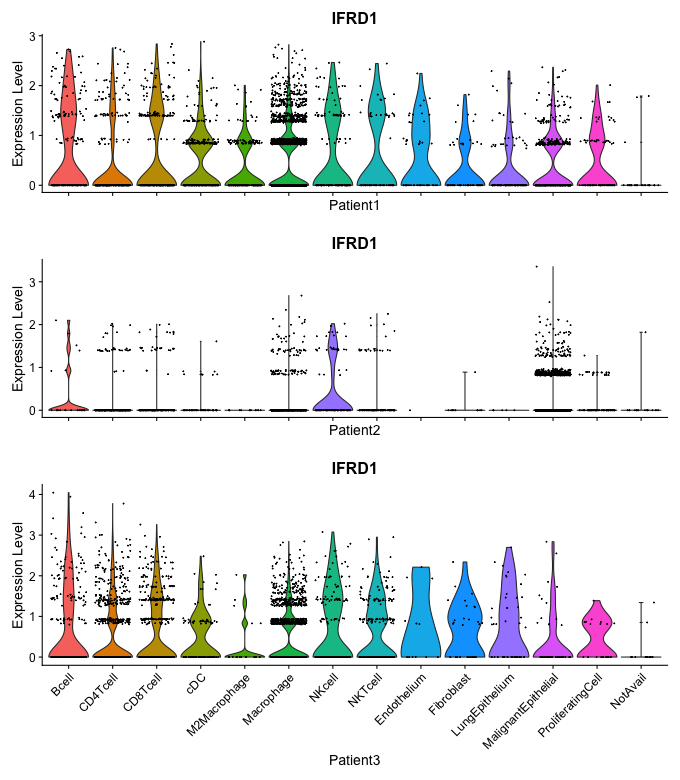 IFRD1
Expression Level
3
2
1
0
Patient1
IFRD1
Expression Level
3
2
1
0
Patient2
IFRD1
Expression Level
4
3
2
1
0
Bcell
CD4Tcell
CD8Tcell
cDC
M2Macrophage
Macrophage
NKcell
NKTcell
Endothelium
Fibroblast
LungEpithelium
MalignantEpithelial
ProliferatingCell
NotAvail
Patient3